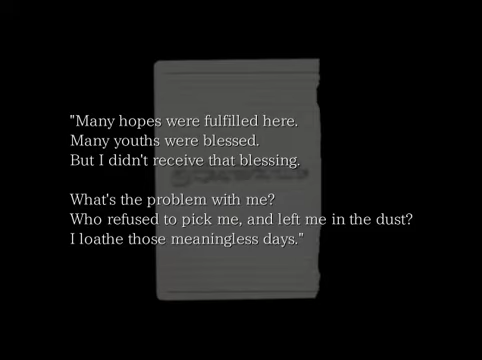 "Many hopes were fulfilled here.
Many youths were blessed.
But I didn't receive that blessing.
What's the problem with me?
Who refused to pick me, and left me in the dust?
I loathe those meaningless days."